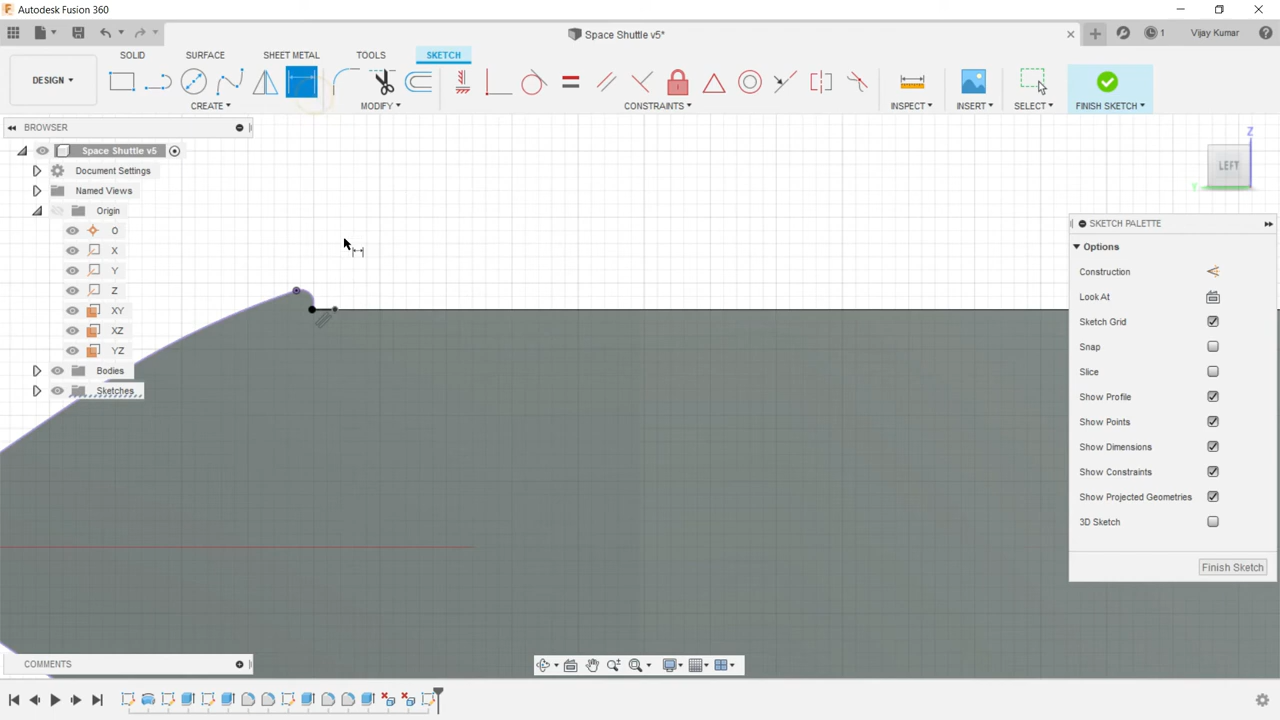 Autodesk Fusion 360
Space Shuttle v5*
1
Vijay Kumar
DESIGN
SOLID
SURFACE
SHEET METAL
TOOLS
SKETCH
CREATE
MODIFY
CONSTRAINTS
INSPECT
INSERT
SELECT
FINISH SKETCH
BROWSER
Space Shuttle v5
Document Settings
Named Views
Origin
O
X
Y
Z
XY
XZ
YZ
Bodies
Sketches
Z
LEFT
Y
SKETCH PALETTE
Options
Construction
Look At
Sketch Grid
Snap
Slice
Show Profile
Show Points
Show Dimensions
Show Constraints
Show Projected Geometries
3D Sketch
Finish Sketch
COMMENTS